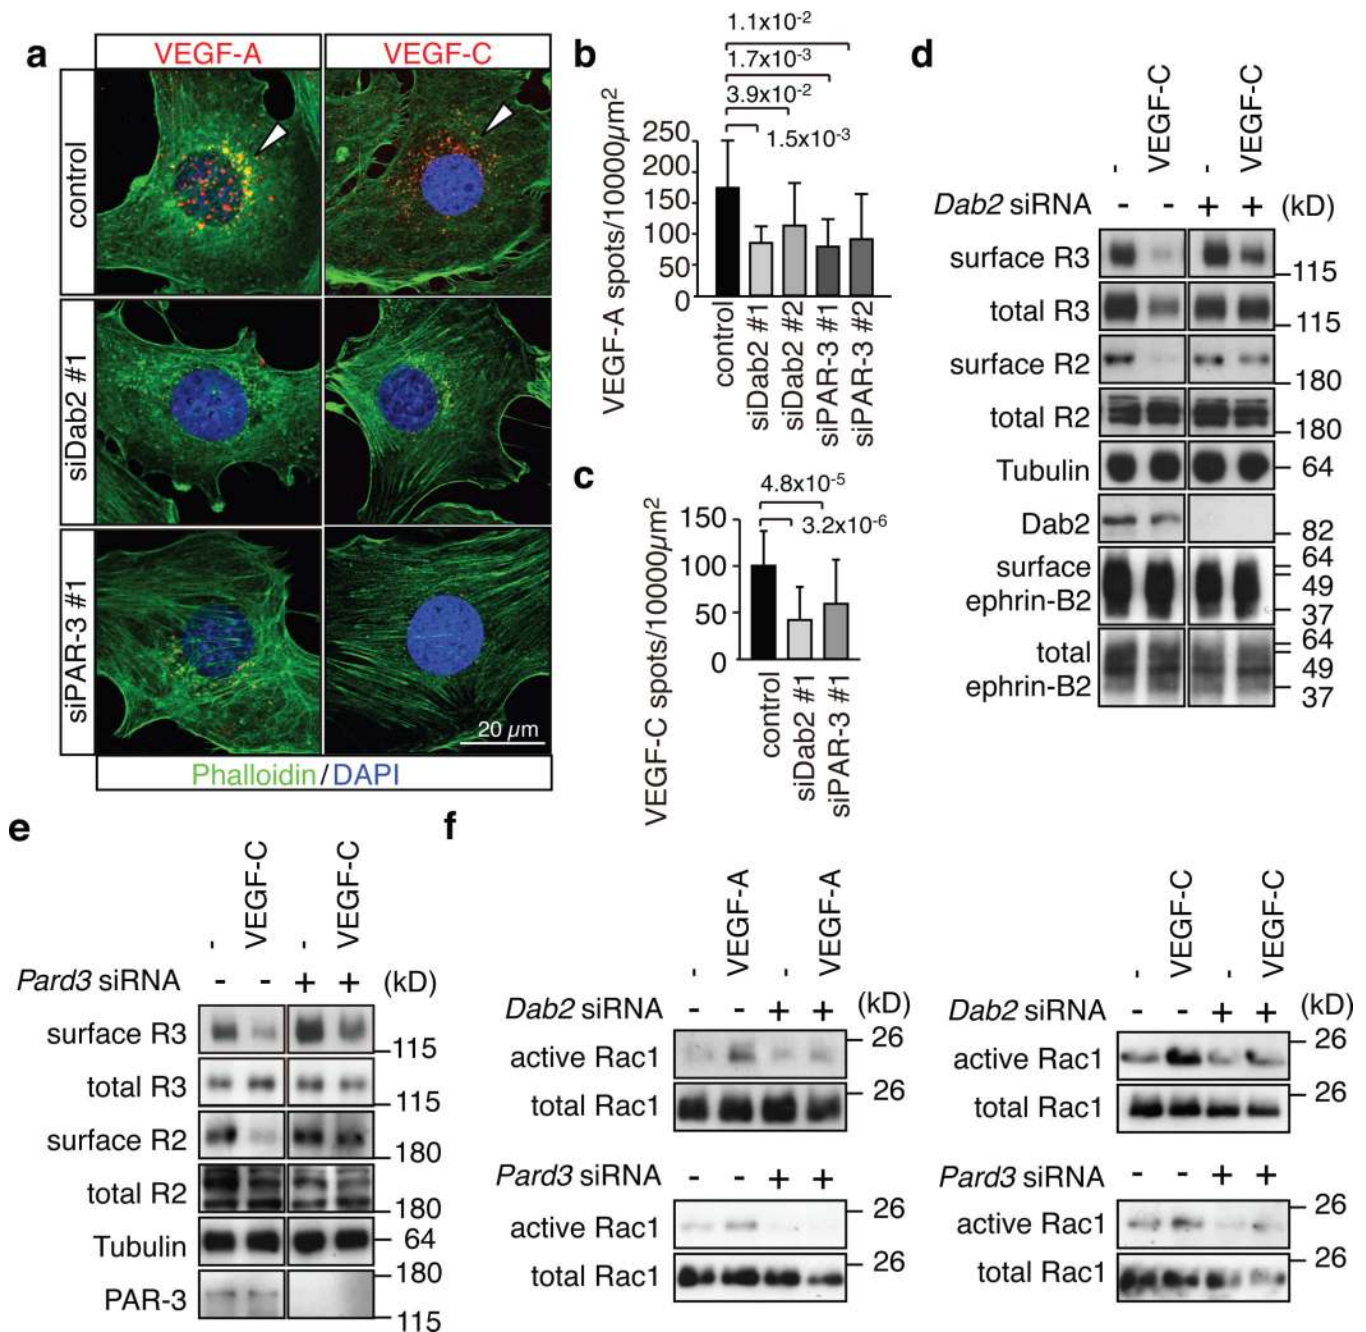 a
VEGF-A VEGF-C
control
siDab2 #1
siPAR-3 #1
20 µm
Phalloidin/DAPI
b
1.1x10-2
1.7x10-3
3.9x10-2
1.5x10-3
VEGF-A spots/10000µm2
250
200
150
100
50
0
control
siDab2 #1
siDab2 #2
siPAR-3 #1
siPAR-3 #2
c
4.8x10-5
3.2x10-6
VEGF-C spots/10000µm2
150
100
50
0
control
siDab2 #1
siPAR-3 #1
d
- VEGF-C - VEGF-C
Dab2 siRNA - - + + (kD)
surface R3 115
total R3 115
surface R2 180
total R2 180
Tubulin 64
Dab2 82
surface ephrin-B2
64
49
37
total ephrin-B2
64
49
37
e
- VEGF-C - VEGF-C
Pard3 siRNA - - + + (kD)
surface R3 115
total R3 115
surface R2 180
total R2 180
Tubulin 64
PAR-3
180
115
f
- VEGF-A - VEGF-A
Dab2 siRNA - - + + (kD)
active Rac1 26
total Rac1 26
Pard3 siRNA - - + +
active Rac1 26
total Rac1 26
- VEGF-C - VEGF-C
Dab2 siRNA - - + + (kD)
active Rac1 26
total Rac1 26
Pard3 siRNA - - + +
active Rac1 26
total Rac1 26